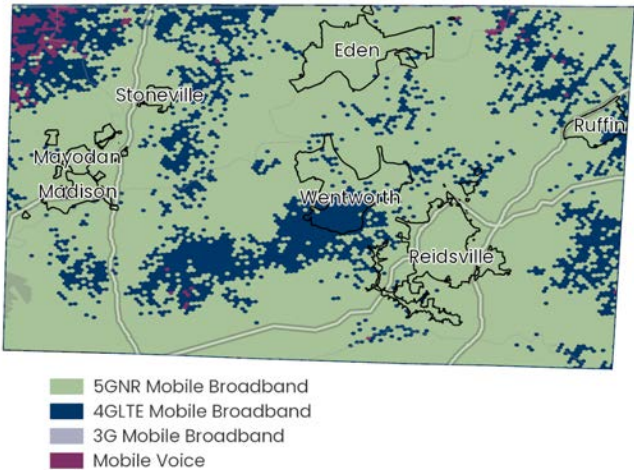 Eden
Stoneville
Ruffin
Mayodan
Madison
Wentworth
Reidsville
5GNR Mobile Broadband
4GLTE Mobile Broadband
3G Mobile Broadband
Mobile Voice